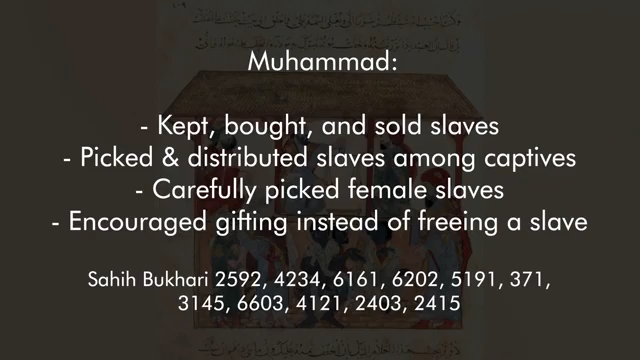 Muhammad:
- Kept, bought, and sold slaves
- Picked & distributed slaves among captives
- Carefully picked female slaves
- Encouraged gifting instead of freeing a slave
Sahih Bukhari 2592, 4234, 6161, 6202, 5191, 371,
3145, 6603, 4121, 2403, 2415